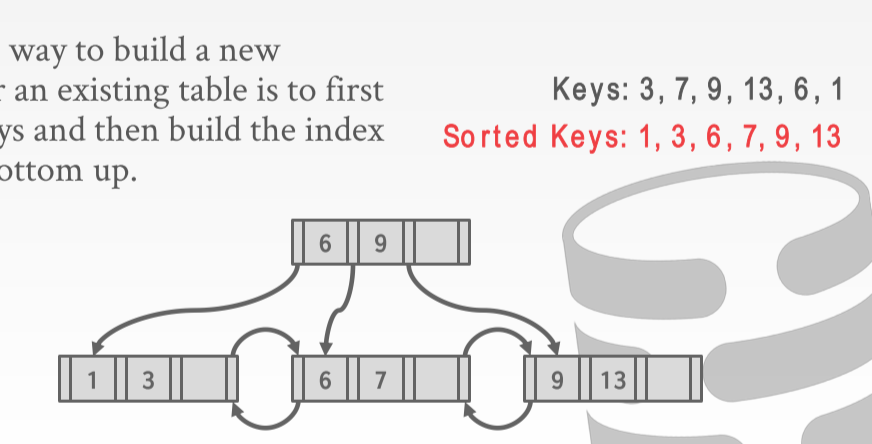 way to build a new
an existing table is to first
and then build the index
up.
Keys: 3, 7, 9, 13, 6, 1
Sorted Keys: 1, 3, 6, 7, 9, 13
6 9
1 3
6 7
9 13